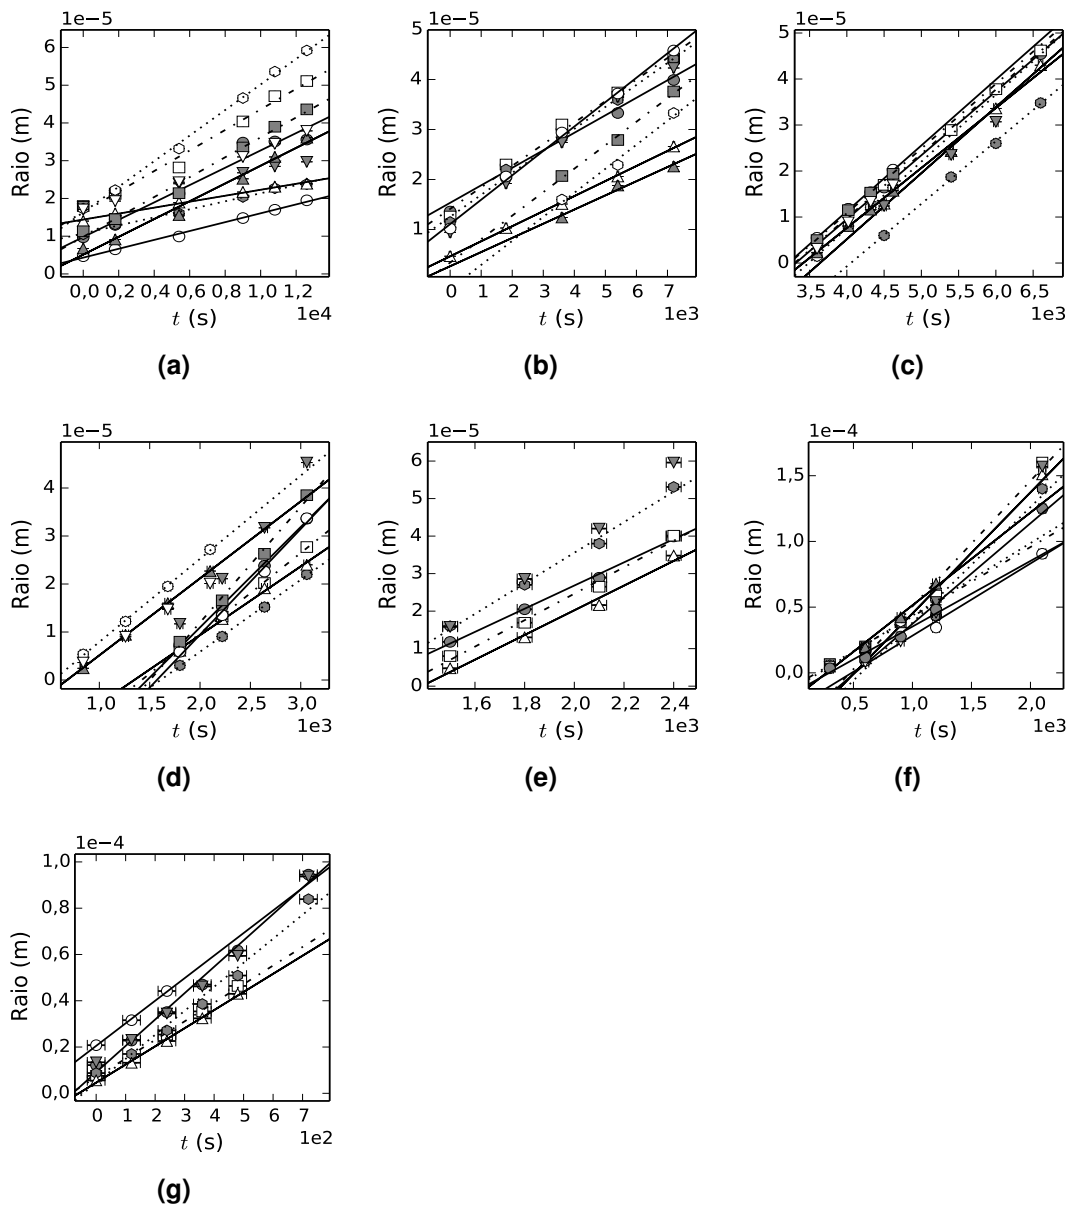 1e−5
6
5
4
3
2
1
0
Raio (m)
0,0 0,2 0,4 0,6 0,8 1,0 1,2
t (s)
1e4
(a)
1e−5
5
4
3
2
1
Raio (m)
0 1 2 3 4 5 6 7
t (s)
1e3
(b)
1e−5
5
4
3
2
1
0
Raio (m)
3,5 4,0 4,5 5,0 5,5 6,0 6,5
t (s)
1e3
(c)
1e−5
4
3
2
1
0
Raio (m)
1,0 1,5 2,0 2,5 3,0
t (s)
1e3
(d)
1e−5
6
5
4
3
2
1
0
Raio (m)
1,6 1,8 2,0 2,2 2,4
t (s)
1e3
(e)
1e−4
1,5
1,0
0,5
0,0
Raio (m)
0,5 1,0 1,5 2,0
t (s)
1e3
(f)
1e−4
1,0
0,8
0,6
0,4
0,2
0,0
Raio (m)
0 1 2 3 4 5 6 7
t (s)
1e2
(g)